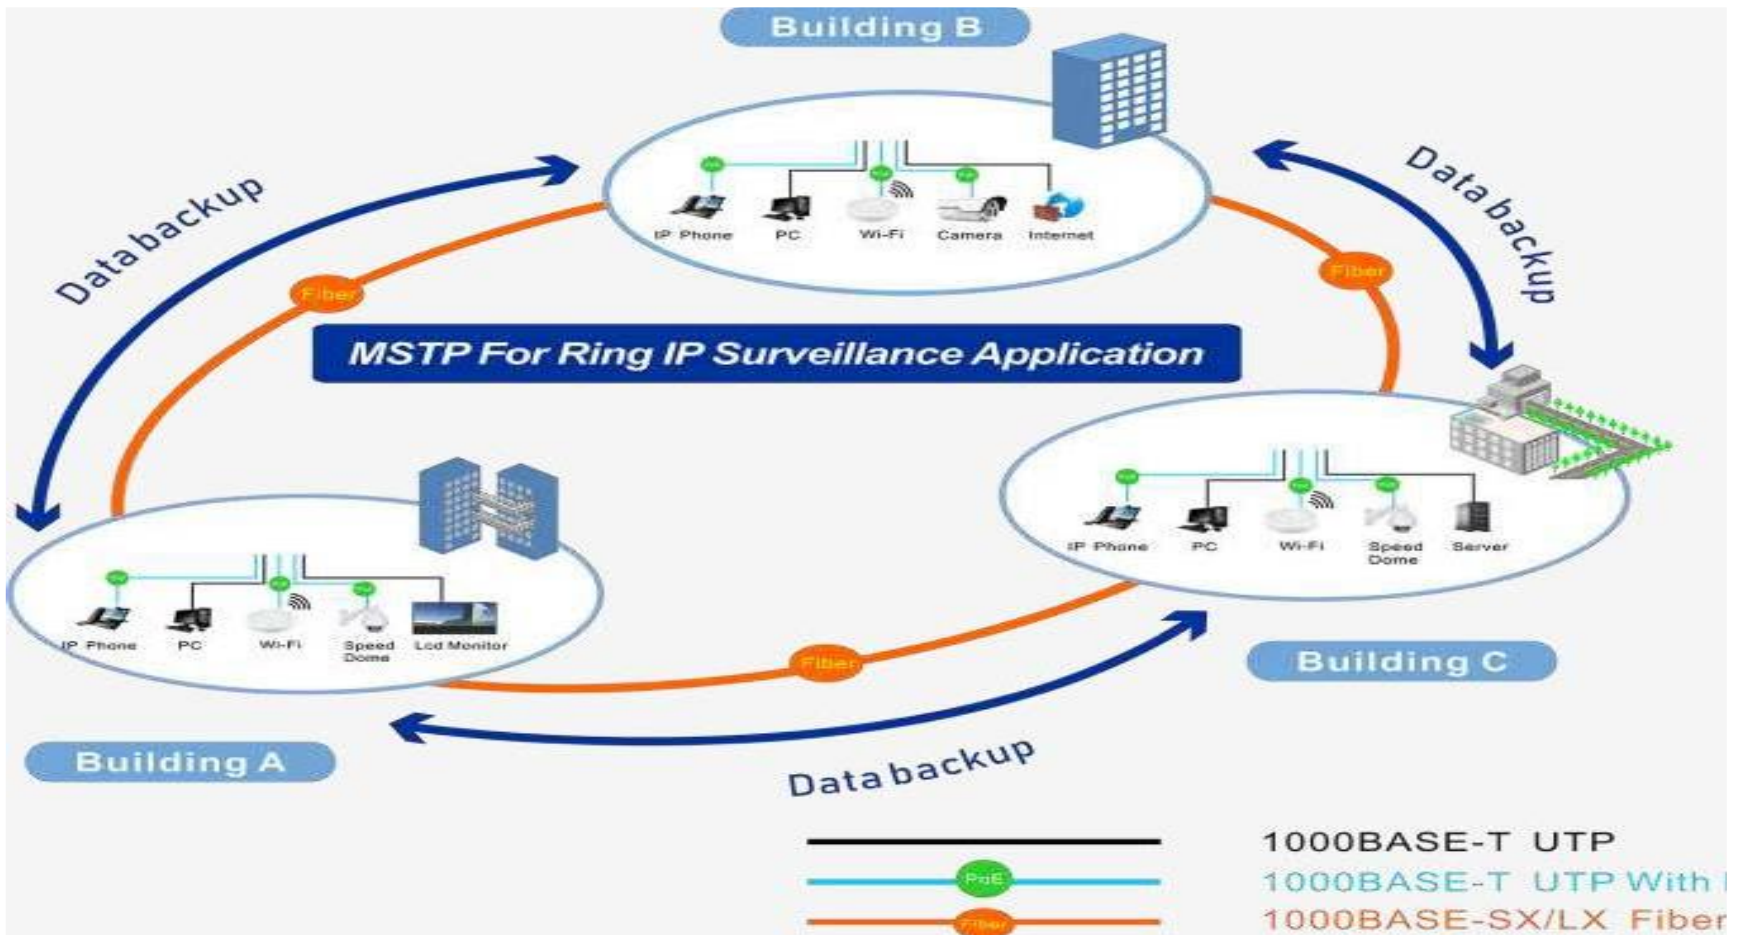 Building B
Data backup
Data backup
Fiber
Fiber
IP Phone PC Wi-Fi Camera Internet
MSTP For Ring IP Surveillance Application
IP Phone PC Wi-Fi Speed Dome Server
IP Phone PC Wi-Fi Speed Dome Lcd Monitor
Fiber
Building C
Building A
Data backup
1000BASE-T UTP
PoE
1000BASE-T UTP With
Fiber
1000BASE-SX/LX Fiber